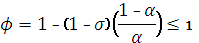 ϕ = 1 − (1 − σ)((1 − α)/α) ≤ 1